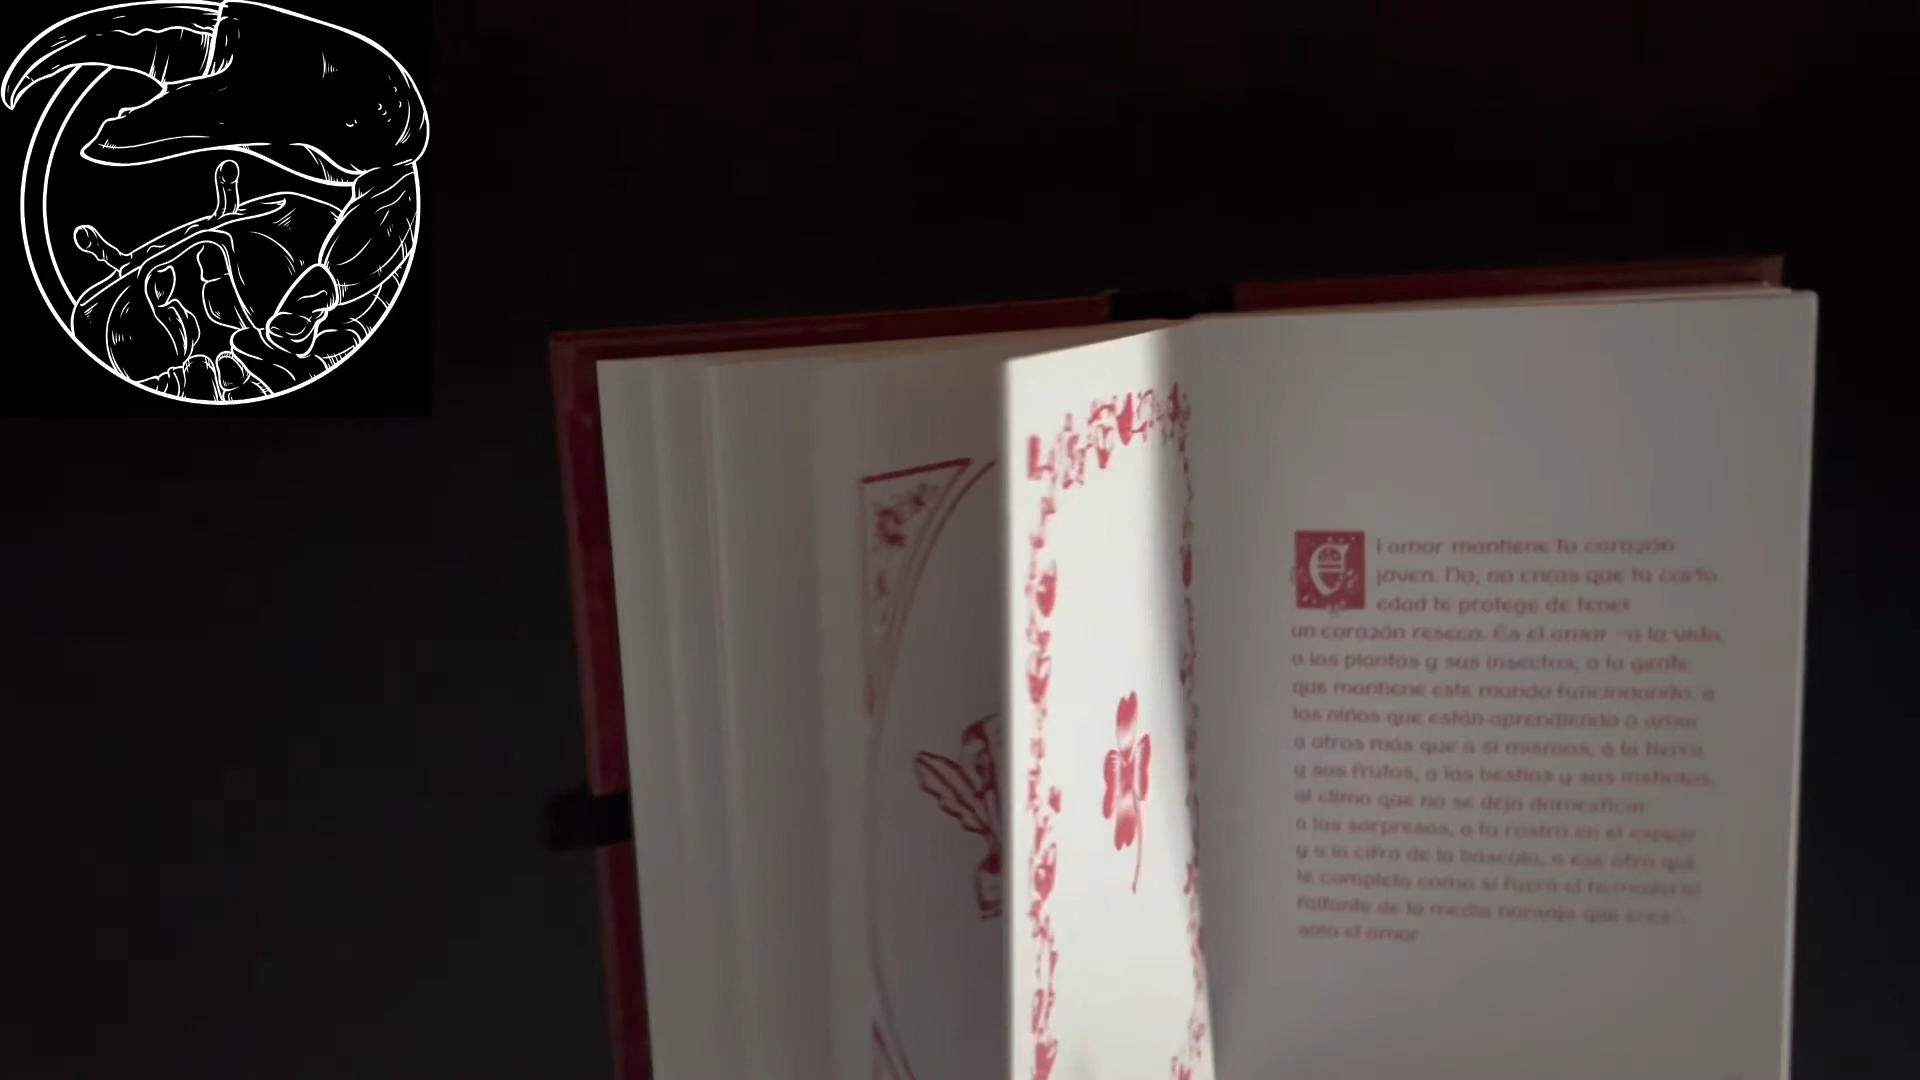 El amor mantiene tu corazón
joven. No, no creas que tu corta
edad te protege de tener
un corazón reseco. Es el amor —a la vida,
a las plantas y sus insectos, a la gente
que mantiene este mundo funcionando, a
los niños que están aprendiendo a amar
a otros más que a sí mismos, a la tierra
y sus frutos, a las bestias y sus instintos,
al clima que no se deja domesticar
a las sorpresas, a tu rostro en el espejo
y a la cifra de la báscula, a ese otro que
te completa como si fuera el
faltante de la media naranja que eres—,
solo el amor